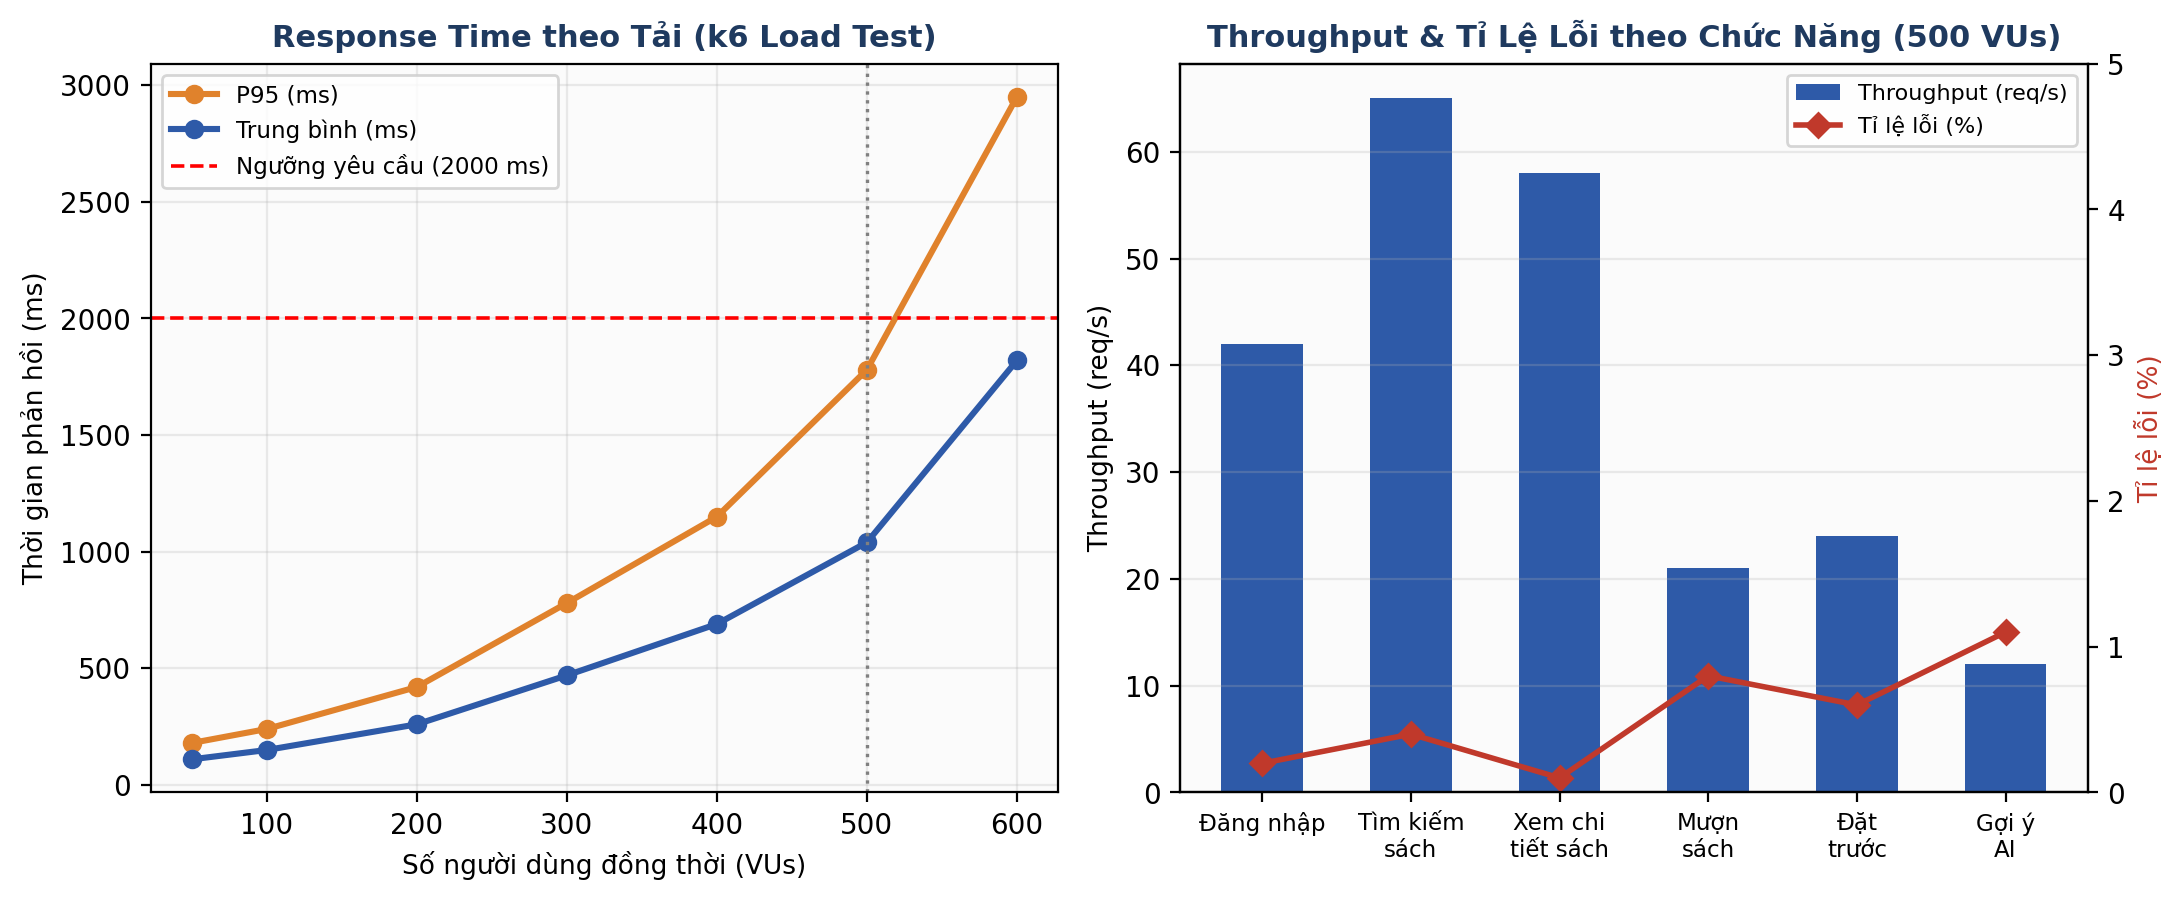 Response Time theo Tải (k6 Load Test)
P95 (ms)
Trung bình (ms)
Ngưỡng yêu cầu (2000 ms)
Thời gian phản hồi (ms)
3000
2500
2000
1500
1000
500
0
100 200 300 400 500 600
Số người dùng đồng thời (VUs)
Throughput & Tỉ Lệ Lỗi theo Chức Năng (500 VUs)
Throughput (req/s)
Tỉ lệ lỗi (%)
Throughput (req/s)
60
50
40
30
20
10
0
5
4
3
2
1
0
Tỉ lệ lỗi (%)
Đăng nhập
Tìm kiếm
sách
Xem chi
tiết sách
Mượn
sách
Đặt
trước
Gợi ý
AI